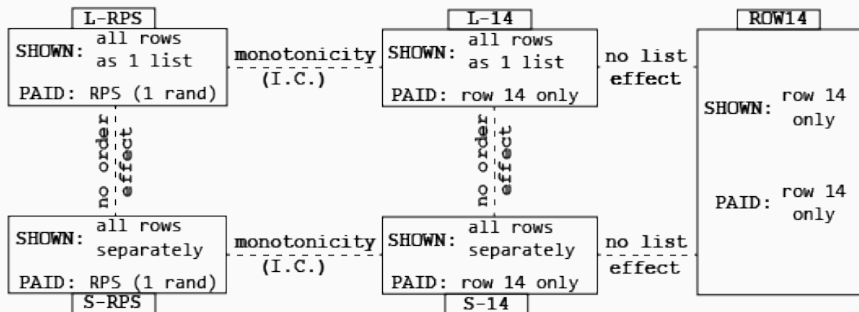 L-RPS
SHOWN: all rows
as 1 list
PAID: RPS (1 rand)
monotonicity
(I.C.)
L-14
SHOWN: all rows
as 1 list
PAID: row 14 only
no list
effect
ROW14
SHOWN: row 14
only
PAID: row 14
only
no order
effect
no order
effect
SHOWN: all rows
separately
PAID: RPS (1 rand)
S-RPS
monotonicity
(I.C.)
SHOWN: all rows
separately
PAID: row 14 only
S-14
no list
effect